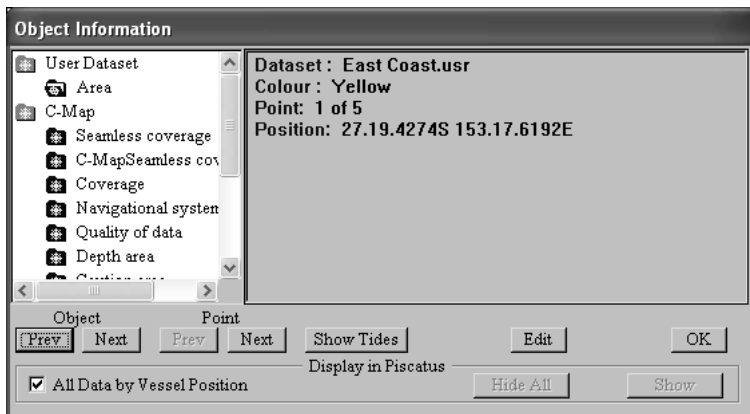 Object Information
User Dataset
Area
C-Map
Seamless coverage
C-MapSeamless cov
Coverage
Navigational system
Quality of data
Depth area
Dataset : East Coast.usr
Colour : Yellow
Point: 1 of 5
Position: 27.19.4274S 153.17.6192E
Object Point
Prev Next Prev Next Show Tides Edit OK
Display in Piscatus
All Data by Vessel Position Hide All Show